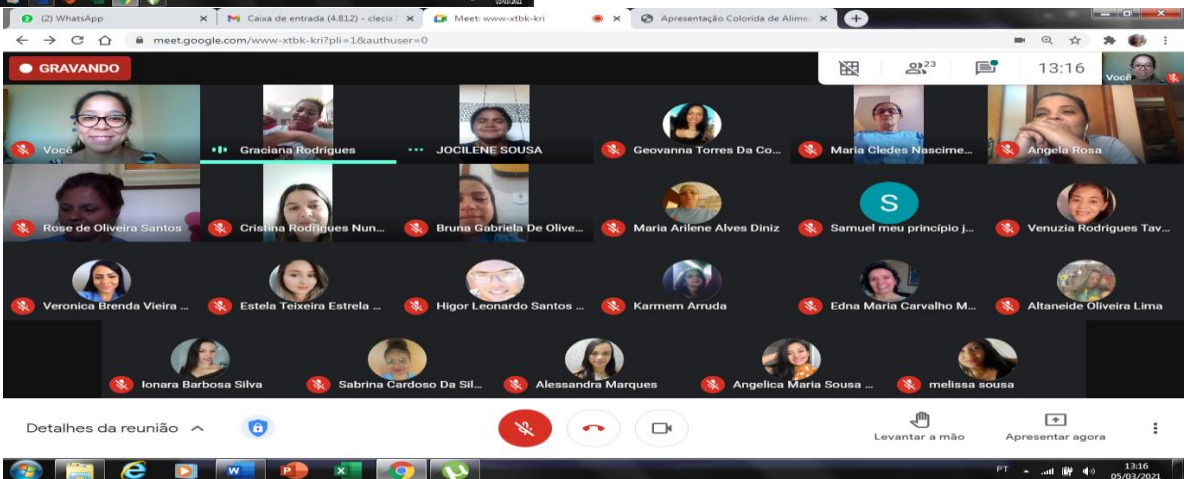 05/03/2021
(2) WhatsApp
Caixa de entrada (4.812) - clecia
Meet: www-xtbk-kri
Apresentação Colorida de Alime
meet.google.com/www-xtbk-kri?pli=1&authuser=0
GRAVANDO
23
13:16
Você
Você
Graciana Rodrigues
JOCILENE SOUSA
Geovanna Torres Da Co...
Maria Cledes Nascime...
Angela Rosa
Rose de Oliveira Santos
Cristina Rodrigues Nun...
Bruna Gabriela De Olive...
Maria Arilene Alves Diniz
S
Samuel meu princípio j...
Venuzia Rodrigues Tav...
Veronica Brenda Vieira ...
Estela Teixeira Estrela ...
Higor Leonardo Santos ...
Karmem Arruda
Edna Maria Carvalho M...
Altaneide Oliveira Lima
Ionara Barbosa Silva
Sabrina Cardoso Da Sil...
Alessandra Marques
Angelica Maria Sousa ...
melissa sousa
Detalhes da reunião
Levantar a mão
Apresentar agora
PT
13:16
05/03/2021